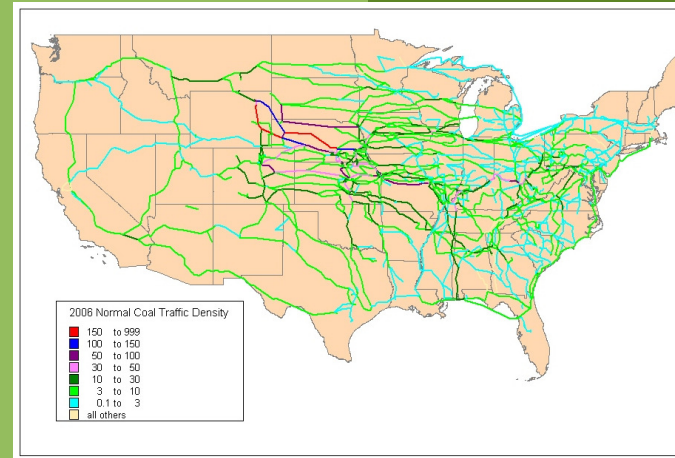 2006 Normal Coal Traffic Density
150 to 999
100 to 150
50 to 100
30 to 50
10 to 30
3 to 10
0.1 to 3
all others